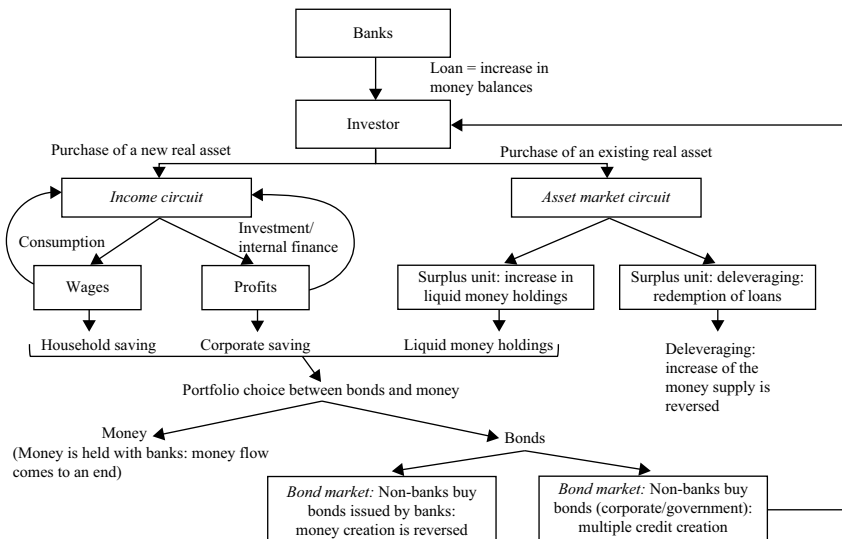 Banks
Loan = increase in
money balances
Investor
Purchase of a new real asset
Purchase of an existing real asset
Income circuit
Asset market circuit
Consumption
Investment/
internal finance
Wages
Profits
Surplus unit: increase in
liquid money holdings
Surplus unit: deleveraging:
redemption of loans
Household saving
Corporate saving
Liquid money holdings
Deleveraging:
increase of the
money supply is
reversed
Portfolio choice between bonds and money
Money
(Money is held with banks: money flow
comes to an end)
Bonds
Bond market: Non-banks buy
bonds issued by banks:
money creation is reversed
Bond market: Non-banks buy
bonds (corporate/government):
multiple credit creation